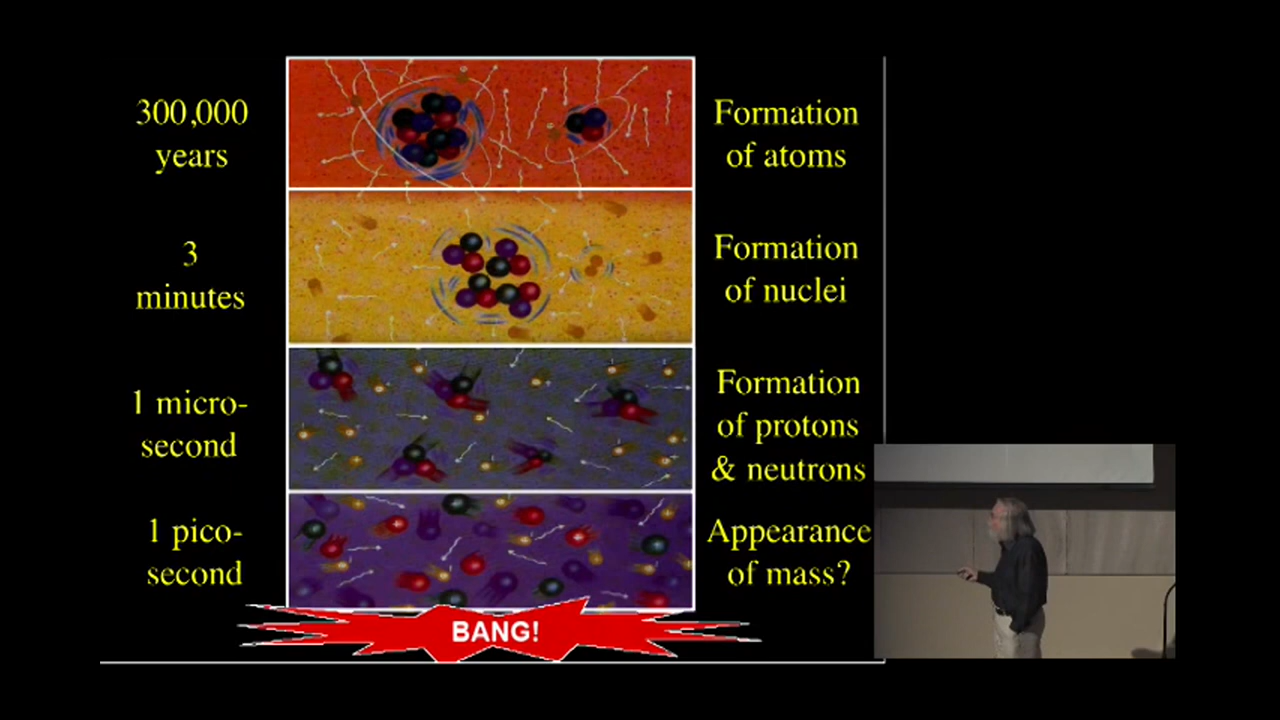 300,000
years
Formation
of atoms
3
minutes
Formation
of nuclei
1 micro-
second
Formation
of protons
& neutrons
1 pico-
second
Appearance
of mass?
BANG!